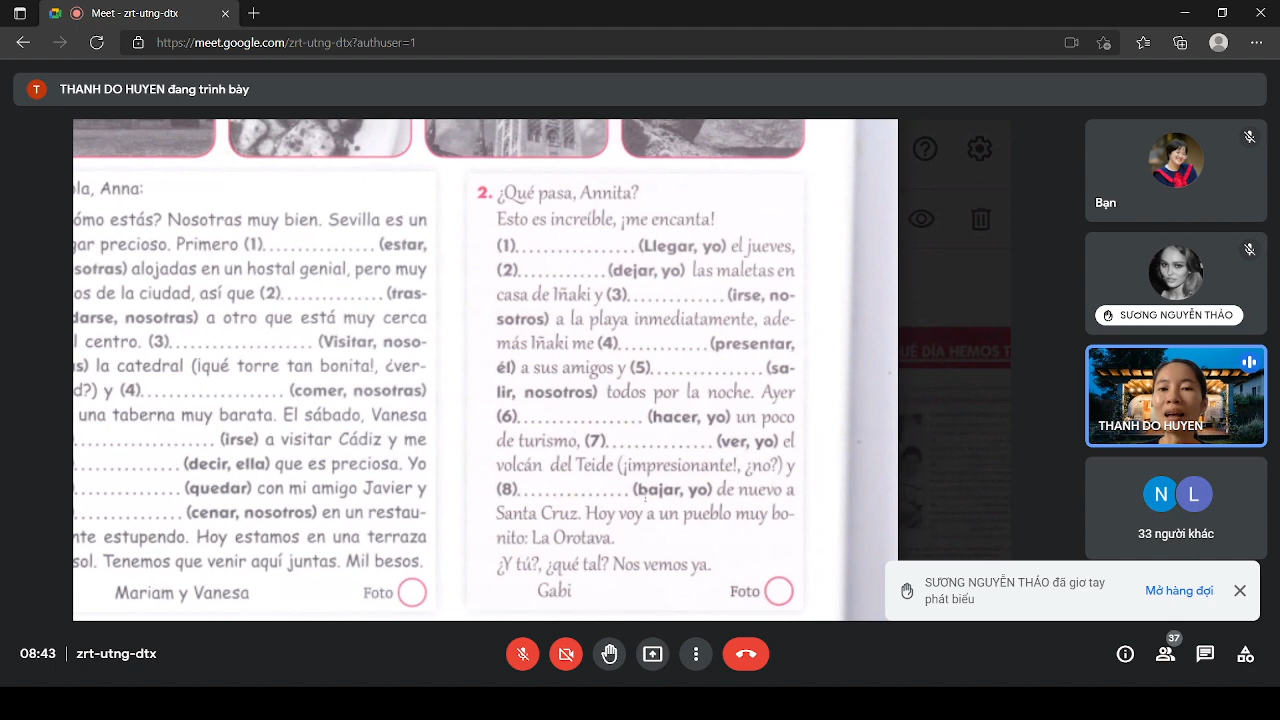 Meet - zrt-utng-dtx
https://meet.google.com/zrt-utng-dtx?authuser=1
T THANH DO HUYEN đang trình bày
la, Anna:
ómo estás? Nosotras muy bien. Sevilla es un
gar precioso. Primero (1)............... (estar,
sotras) alojadas en un hostal genial, pero muy
os de la ciudad, así que (2)............... (tras-
darse, nosotras) a otro que está muy cerca
l centro. (3)..................... (Visitar, noso-
s) la catedral (¡qué torre tan bonita!, ¿ver-
d?) y (4)..................... (comer, nosotras)
una taberna muy barata. El sábado, Vanesa
..................... (irse) a visitar Cádiz y me
............... (decir, ella) que es preciosa. Yo
............... (quedar) con mi amigo Javier y
............... (cenar, nosotros) en un restau-
nte estupendo. Hoy estamos en una terraza
sol. Tenemos que venir aquí juntas. Mil besos.
Mariam y Vanesa
Foto
2. ¿Qué pasa, Annita?
Esto es increíble, ¡me encanta!
(1)................. (Llegar, yo) el jueves,
(2)............. (dejar, yo) las maletas en
casa de Iñaki y (3).............. (irse, no-
sotros) a la playa inmediatamente, ade-
más Iñaki me (4)............. (presentar,
él) a sus amigos y (5)................ (sa-
lir, nosotros) todos por la noche. Ayer
(6).................. (hacer, yo) un poco
de turismo, (7)............... (ver, yo) el
volcán del Teide (¡impresionante!, ¿no?) y
(8)................ (bajar, yo) de nuevo a
Santa Cruz. Hoy voy a un pueblo muy bo-
nito: La Orotava.
¿Y tú?, ¿qué tal? Nos vemos ya.
Gabi
Foto
UÉ DÍA HEMOS T
Bạn
SƯƠNG NGUYỄN THẢO
THANH DO HUYEN
N L
33 người khác
SƯƠNG NGUYỄN THẢO đã giơ tay
phát biểu
Mở hàng đợi
08:43 | zrt-utng-dtx
37